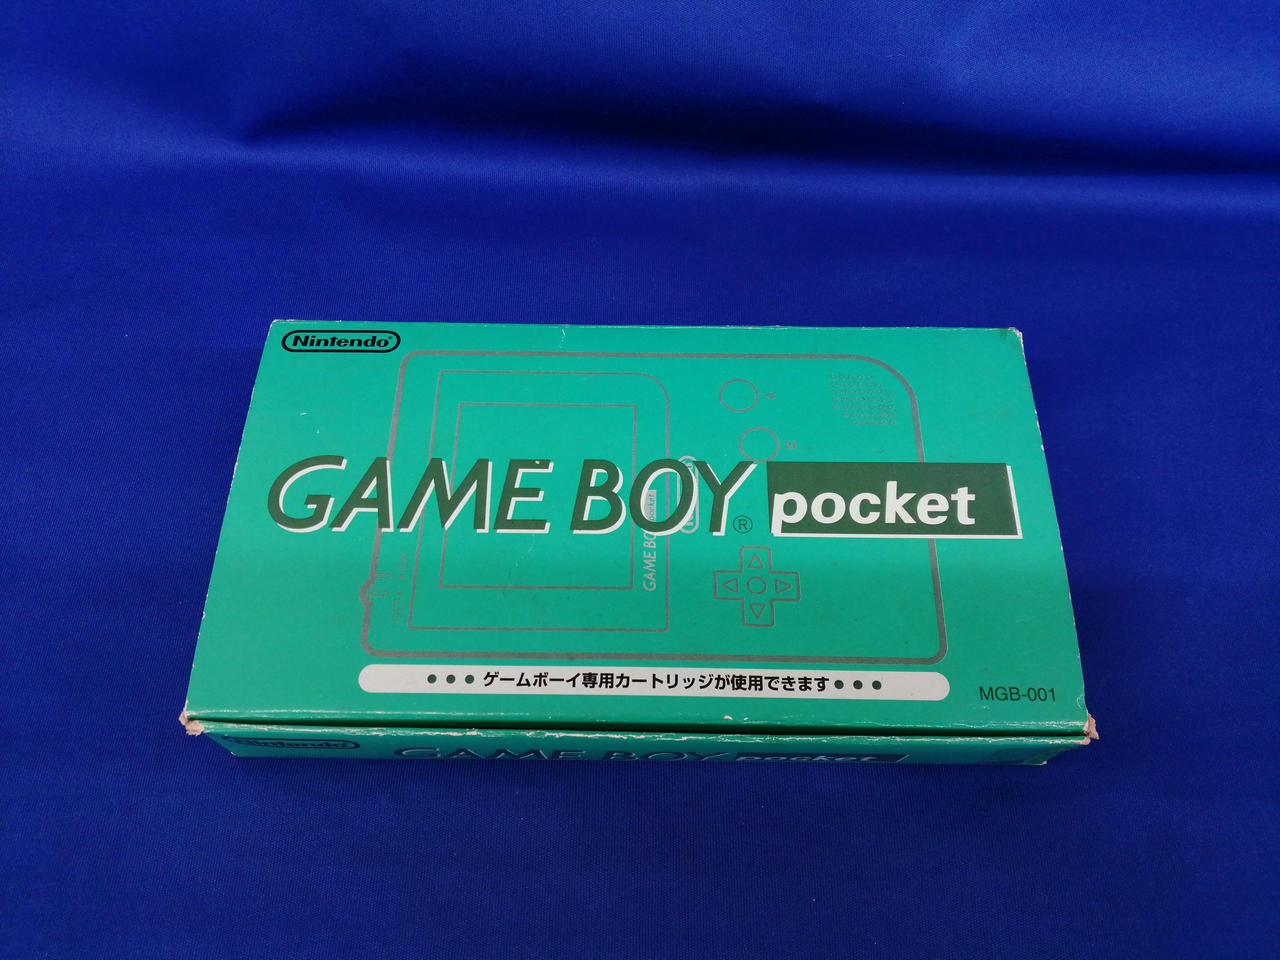 Nintendo®
GAME BOY® pocket
GAME BOY pocket
•••ゲームボーイ専用カートリッジが使用できます•••
MGB-001
Nintendo
GAME BOY pocket